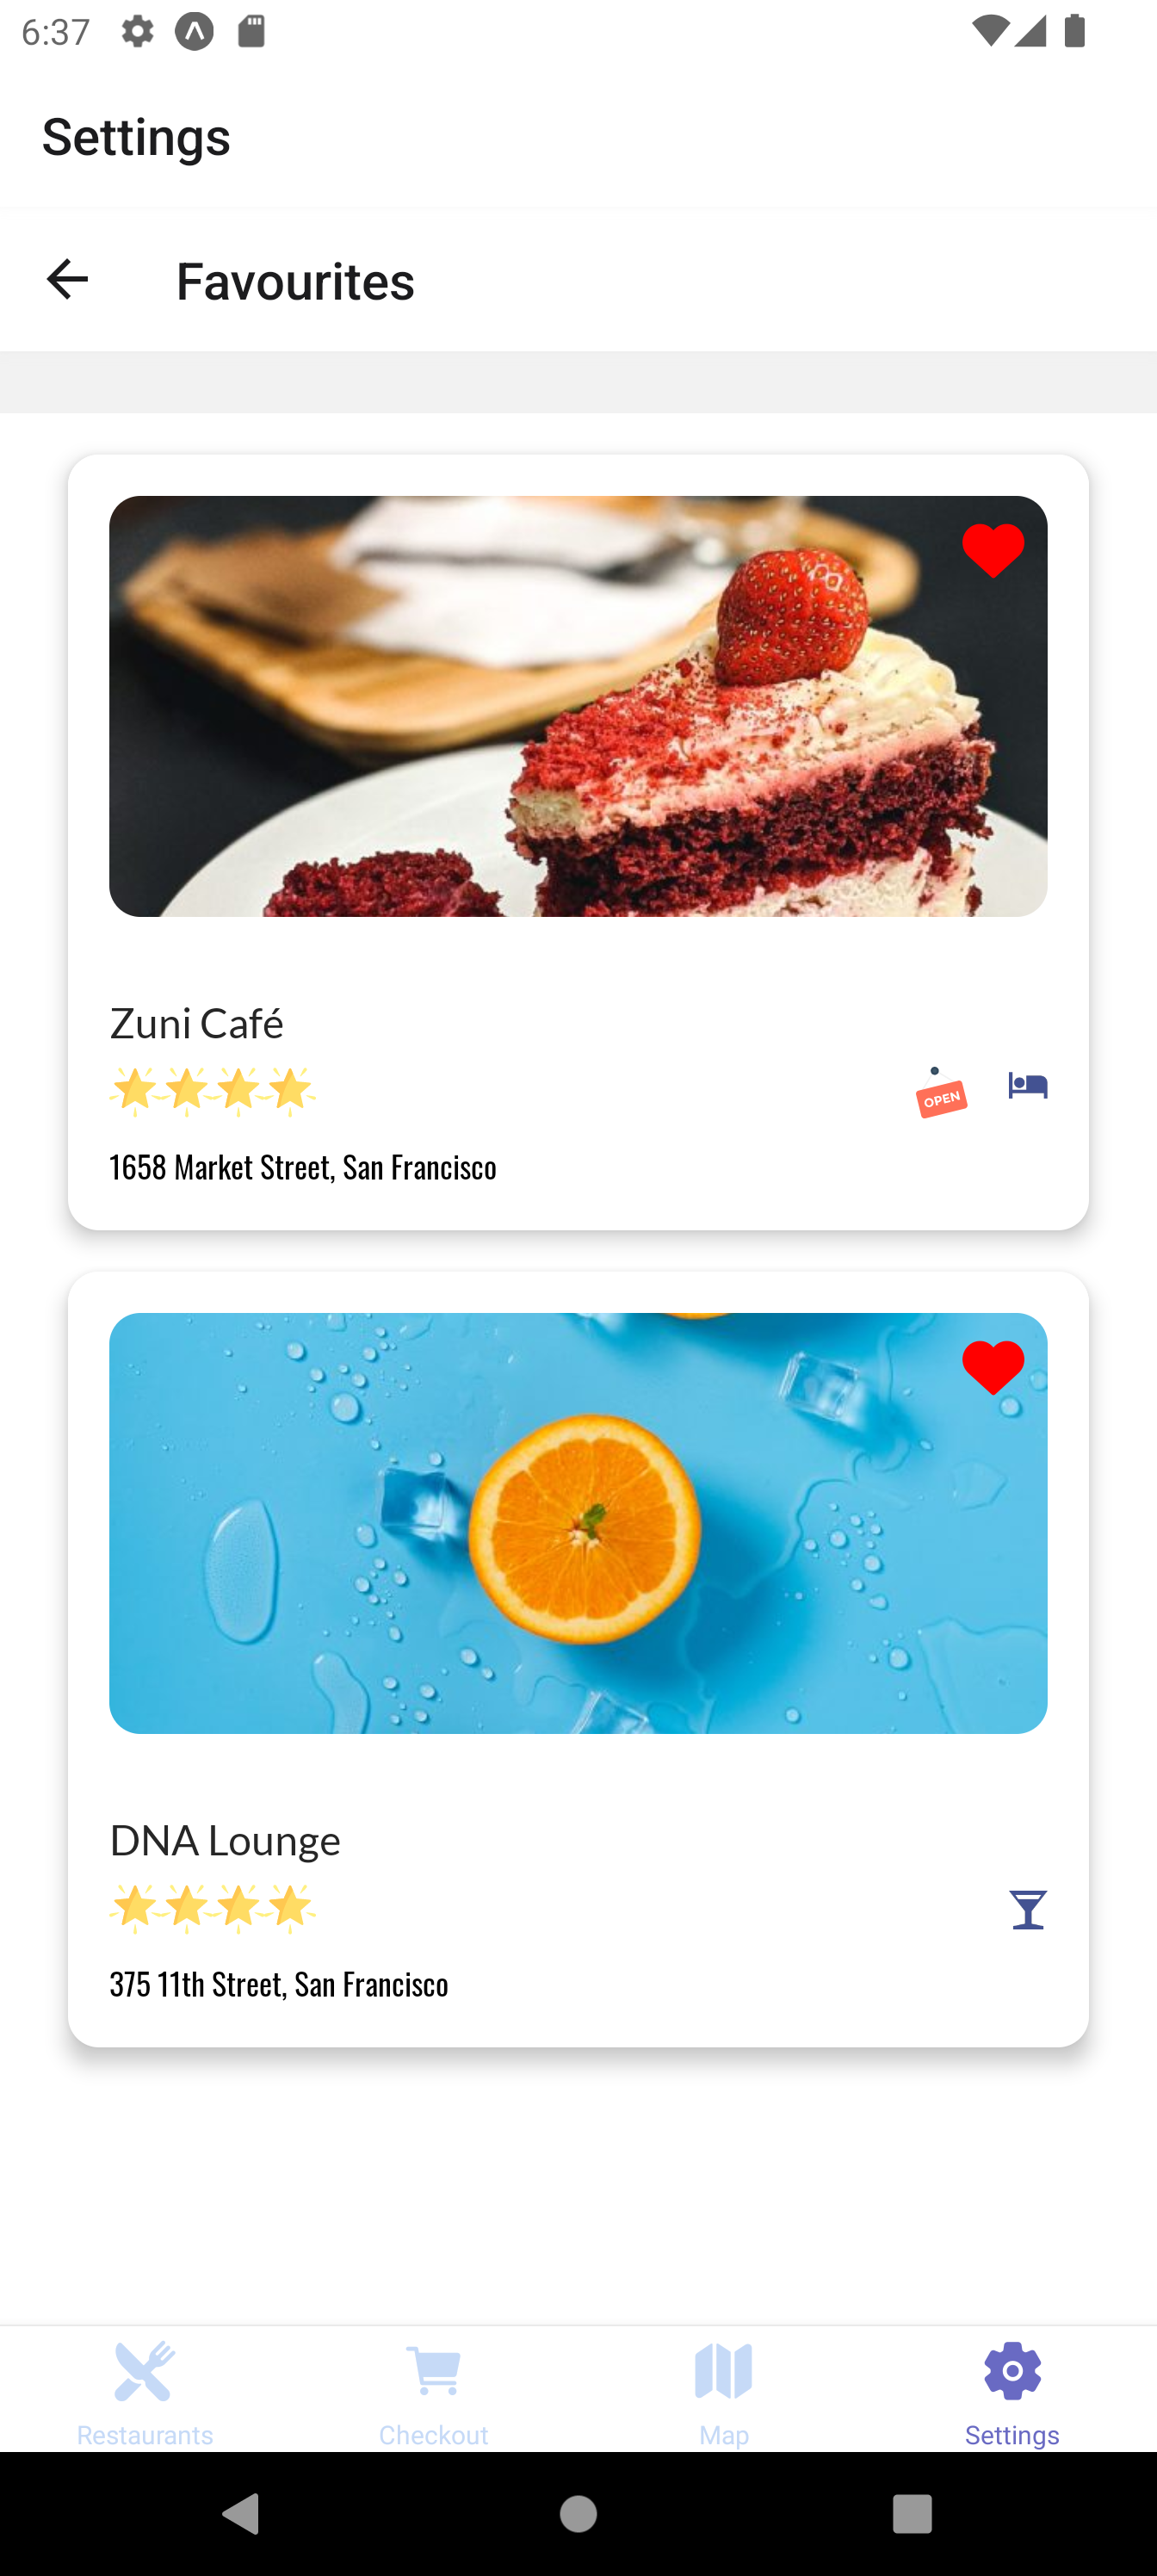 6:37
Settings
Favourites
Zuni Café
OPEN
1658 Market Street, San Francisco
DNA Lounge
375 11th Street, San Francisco
Restaurants
Checkout
Map
Settings